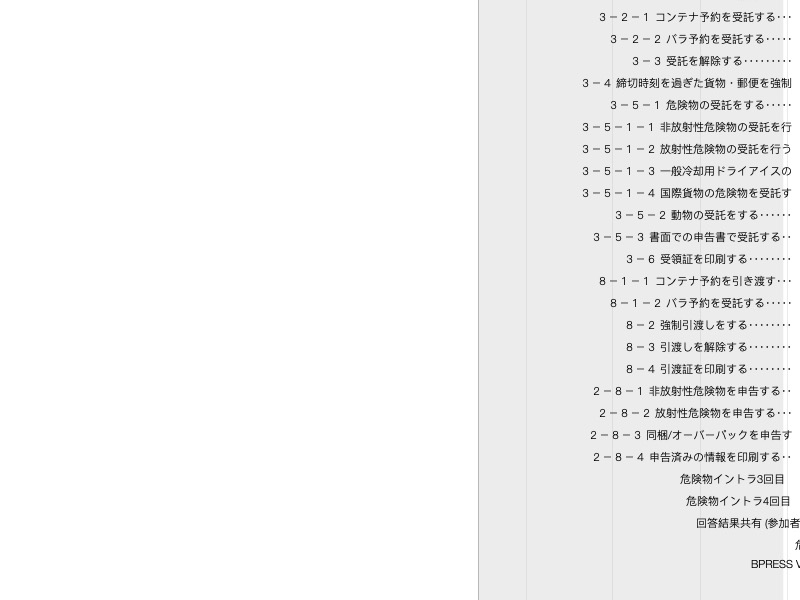 3－2－1 コンテナ予約を受託する･･･
3－2－2 バラ予約を受託する･････
3－3 受託を解除する･････････
3－4 締切時刻を過ぎた貨物・郵便を強制
3－5－1 危険物の受託をする･････
3－5－1－1 非放射性危険物の受託を行
3－5－1－2 放射性危険物の受託を行う
3－5－1－3 一般冷却用ドライアイスの
3－5－1－4 国際貨物の危険物を受託す
3－5－2 動物の受託をする･･････
3－5－3 書面での申告書で受託する･･
3－6 受領証を印刷する････････
8－1－1 コンテナ予約を引き渡す･･･
8－1－2 バラ予約を受託する･････
8－2 強制引渡しをする････････
8－3 引渡しを解除する････････
8－4 引渡証を印刷する････････
2－8－1 非放射性危険物を申告する･･
2－8－2 放射性危険物を申告する･･･
2－8－3 同梱/オーバーパックを申告す
2－8－4 申告済みの情報を印刷する･･
危険物イントラ3回目
危険物イントラ4回目
回答結果共有 (参加者
BPRESS V